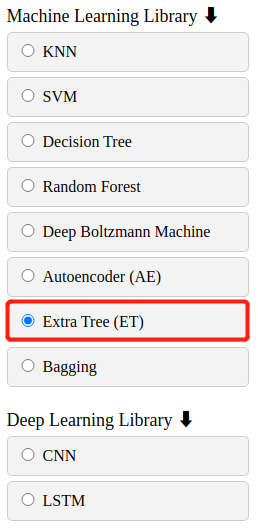 Machine Learning Library ⬇
KNN
SVM
Decision Tree
Random Forest
Deep Boltzmann Machine
Autoencoder (AE)
Extra Tree (ET)
Bagging
Deep Learning Library ⬇
CNN
LSTM